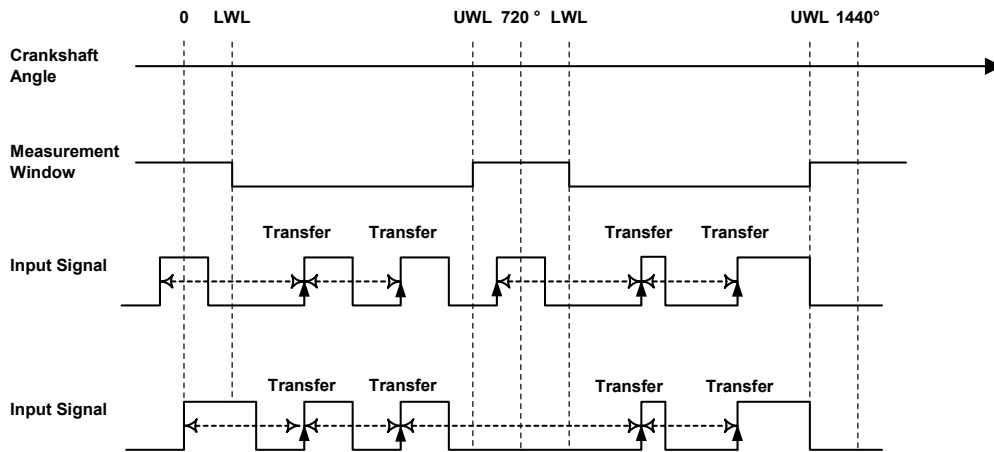 0 LWL UWL 720 ° LWL UWL 1440°
Crankshaft
Angle
Measurement
Window
Transfer Transfer Transfer Transfer
Input Signal
Transfer Transfer Transfer Transfer
Input Signal